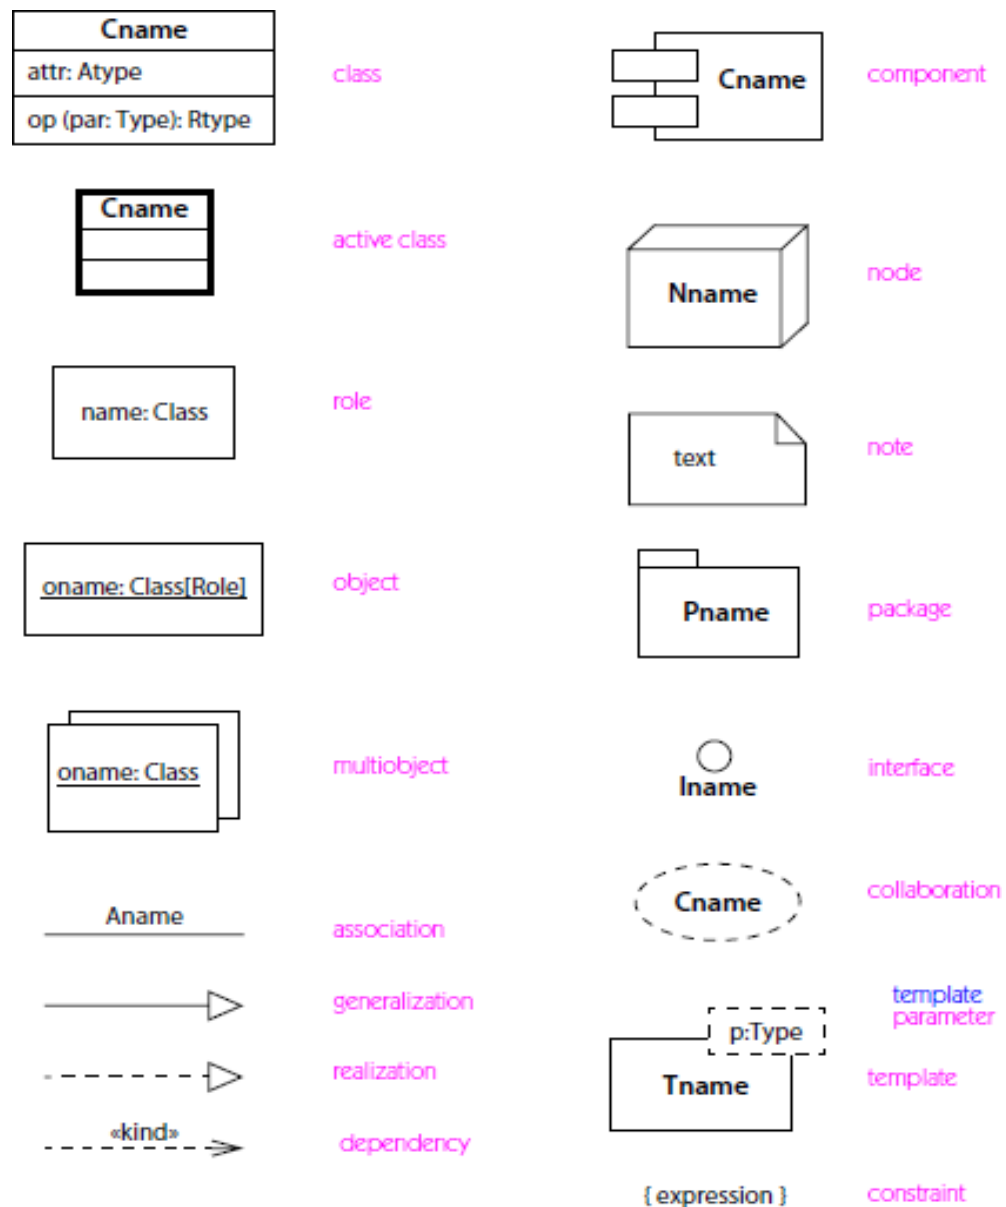 Cname
attr: Atype
op (par: Type): Rtype
class
Cname
active class
name: Class
role
oname: Class[Role]
object
oname: Class
multiobject
Aname
association
generalization
realization
«kind»
dependency
Cname
component
Nname
node
text
note
Pname
package
Iname
interface
Cname
collaboration
template
parameter
p:Type
Tname
template
{ expression }
constraint